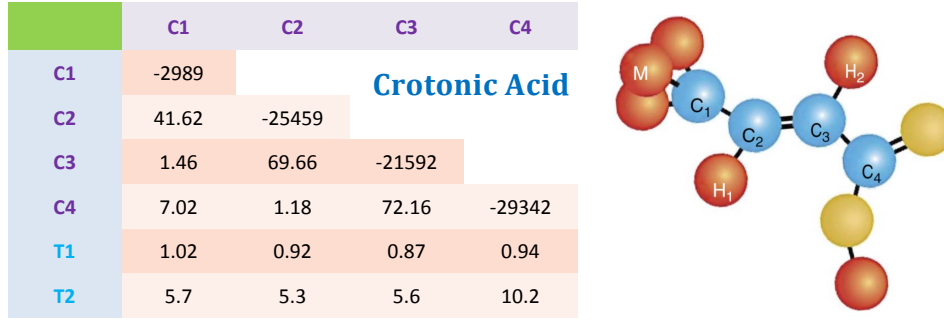 C1 C2 C3 C4
C1 -2989
Crotonic Acid
C2 41.62 -25459
C3 1.46 69.66 -21592
C4 7.02 1.18 72.16 -29342
T1 1.02 0.92 0.87 0.94
T2 5.7 5.3 5.6 10.2
M
H2
C1
C2
C3
C4
H1